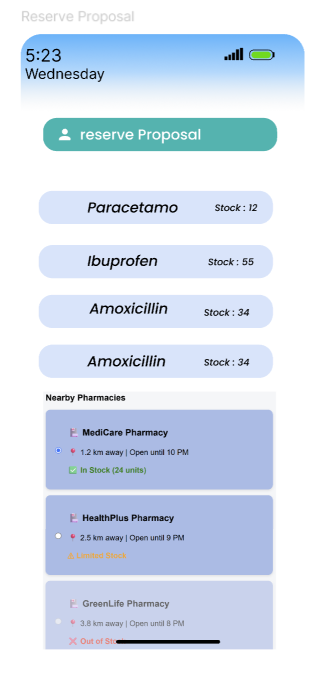 Reserve Proposal
5:23
Wednesday
reserve Proposal
Paracetamo Stock : 12
Ibuprofen Stock : 55
Amoxicillin Stock : 34
Amoxicillin Stock : 34
Nearby Pharmacies
MediCare Pharmacy
1.2 km away | Open until 10 PM
In Stock (24 units)
HealthPlus Pharmacy
2.5 km away | Open until 9 PM
Limited Stock
GreenLife Pharmacy
3.8 km away | Open until 8 PM
Out of